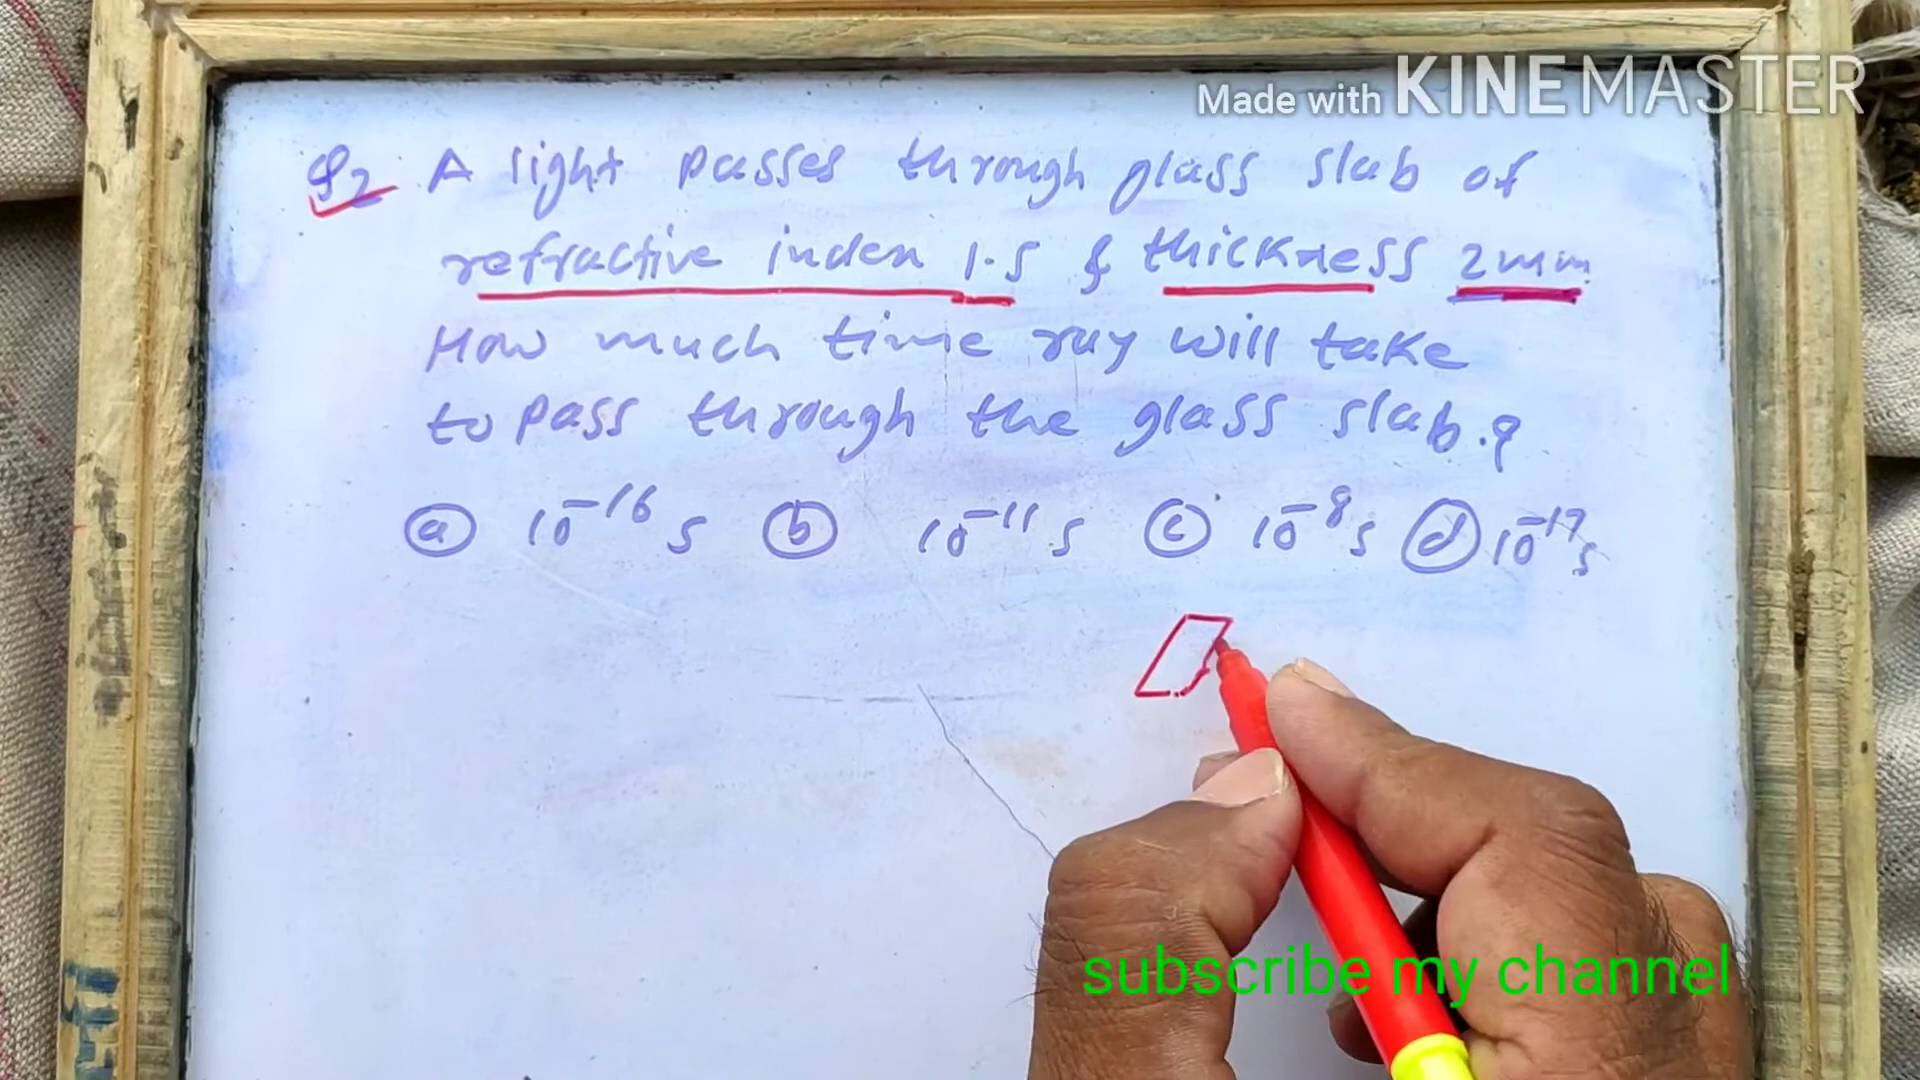 Made with KINEMASTER
Q2 A light passes through glass slab of
refractive index 1.5 & thickness 2mm
How much time ray will take
to pass through the glass slab.?
ⓐ 10⁻¹⁶ s ⓑ 10⁻¹¹ s ⓒ 10⁻⁸ s ⓓ 10⁻¹⁷ s
subscribe my channel